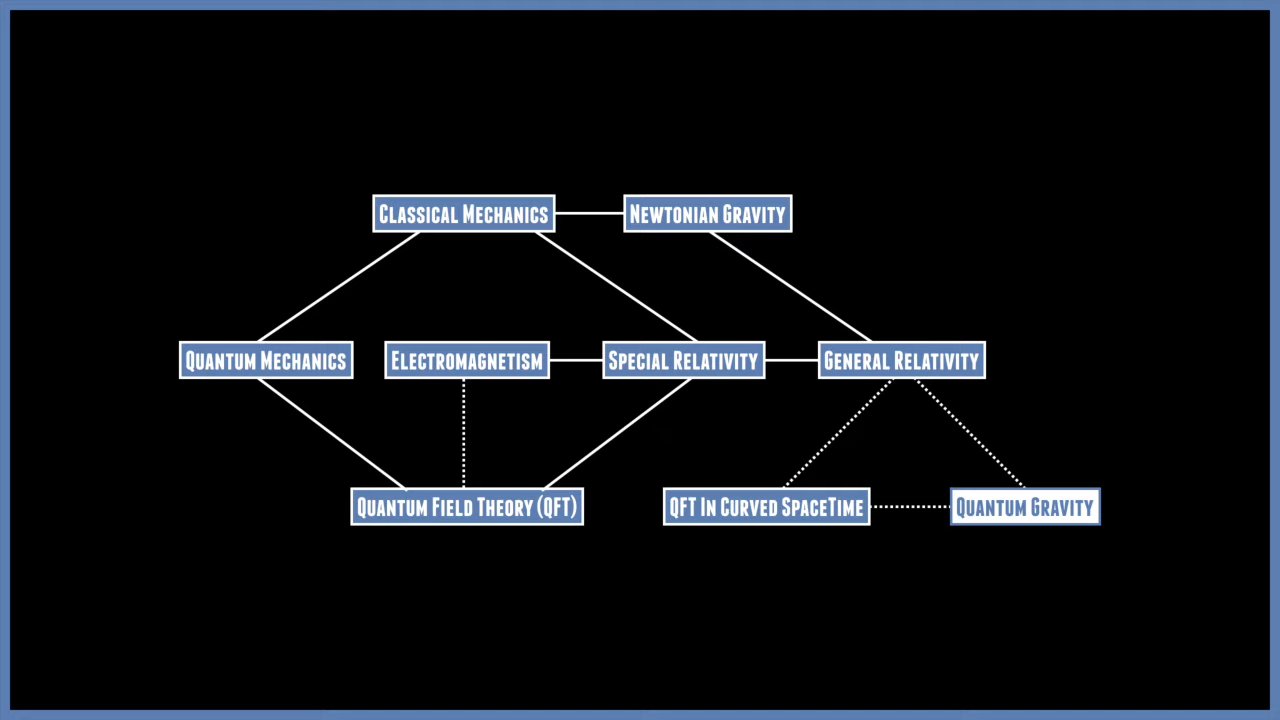 Classical Mechanics
Newtonian Gravity
Quantum Mechanics
Electromagnetism
Special Relativity
General Relativity
Quantum Field Theory (QFT)
QFT In Curved SpaceTime
Quantum Gravity